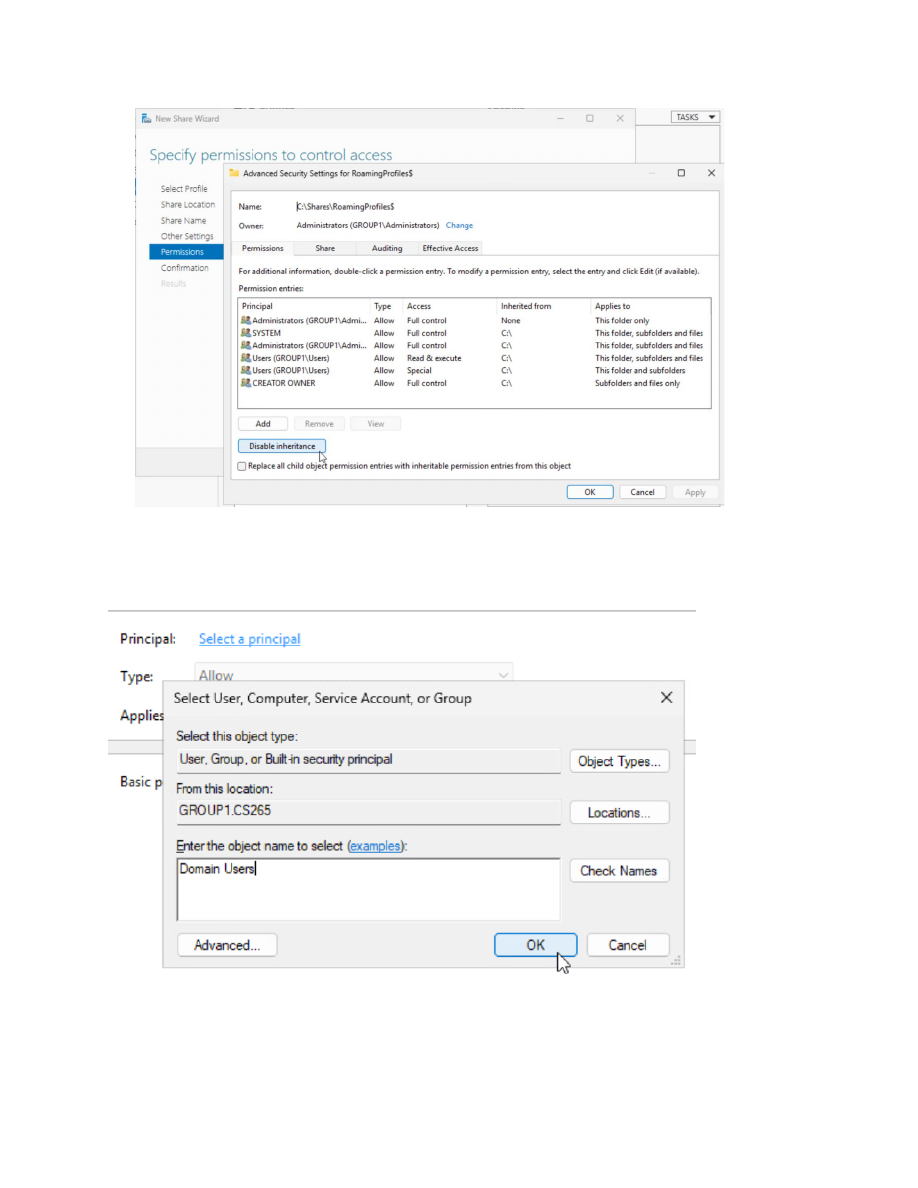 New Share Wizard
TASKS
Specify permissions to control access
Advanced Security Settings for RoamingProfiles$
Select Profile
Share Location
Share Name
Other Settings
Permissions
Confirmation
Results
Name: C:\Shares\RoamingProfiles$
Owner: Administrators (GROUP1\Administrators) Change
Permissions Share Auditing Effective Access
For additional information, double-click a permission entry. To modify a permission entry, select the entry and click Edit (if available).
Permission entries:
Principal Type Access Inherited from Applies to
Administrators (GROUP1\Admi... Allow Full control None This folder only
SYSTEM Allow Full control C:\ This folder, subfolders and files
Administrators (GROUP1\Admi... Allow Full control C:\ This folder, subfolders and files
Users (GROUP1\Users) Allow Read & execute C:\ This folder, subfolders and files
Users (GROUP1\Users) Allow Special C:\ This folder and subfolders
CREATOR OWNER Allow Full control C:\ Subfolders and files only
Add Remove View
Disable inheritance
Replace all child object permission entries with inheritable permission entries from this object
OK Cancel Apply
Principal: Select a principal
Type: Allow
Applies
Basic p
Select User, Computer, Service Account, or Group
Select this object type:
User, Group, or Built-in security principal Object Types...
From this location:
GROUP1.CS265 Locations...
Enter the object name to select (examples):
Domain Users Check Names
Advanced... OK Cancel